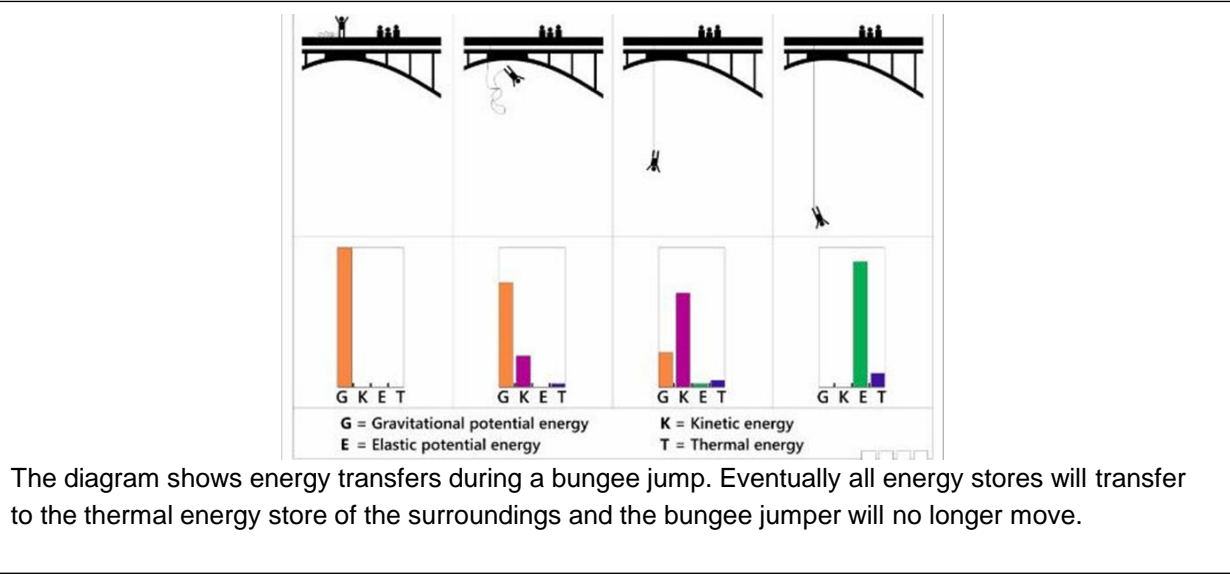 G K E T G K E T G K E T G K E T
G = Gravitational potential energy K = Kinetic energy
E = Elastic potential energy T = Thermal energy
The diagram shows energy transfers during a bungee jump. Eventually all energy stores will transfer
to the thermal energy store of the surroundings and the bungee jumper will no longer move.